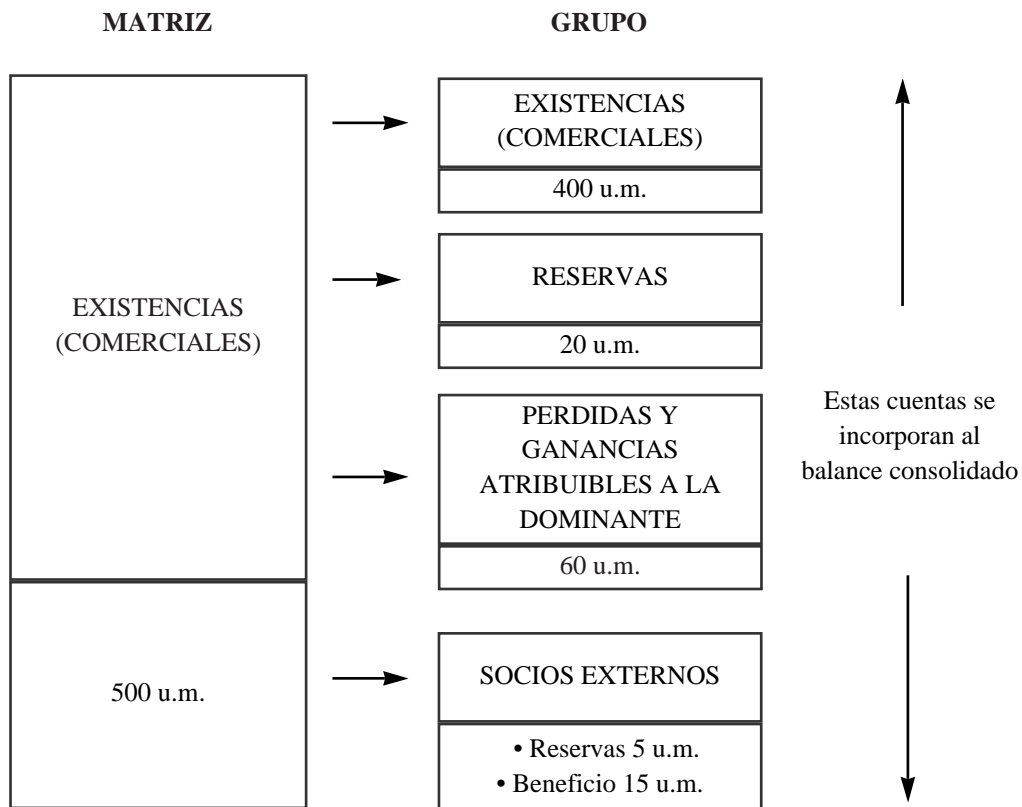 MATRIZ
GRUPO
EXISTENCIAS
(COMERCIALES)
500 u.m.
EXISTENCIAS
(COMERCIALES)
400 u.m.
RESERVAS
20 u.m.
PERDIDAS Y
GANANCIAS
ATRIBUIBLES A LA
DOMINANTE
60 u.m.
SOCIOS EXTERNOS
• Reservas 5 u.m.
• Beneficio 15 u.m.
Estas cuentas se
incorporan al
balance consolidado